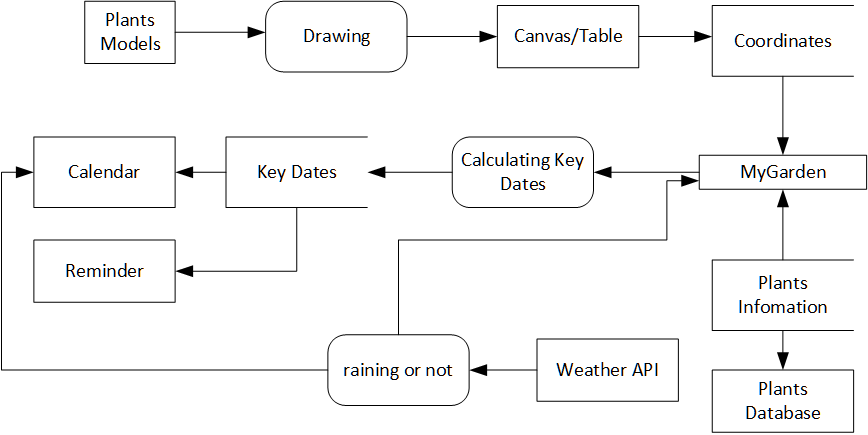 Plants
Models
Drawing
Canvas/Table
Coordinates
Calendar
Key Dates
Calculating Key
Dates
MyGarden
Reminder
Plants
Infomation
raining or not
Weather API
Plants
Database